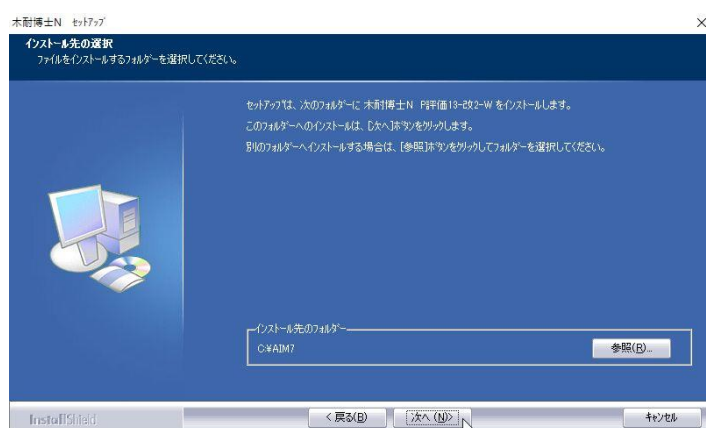 木耐博士N ｾｯﾄｱｯﾌﾟ
インストール先の選択
ファイルをインストールするフォルダーを選択してください。
セットアップは、次のフォルダーに 木耐博士N P評価13-改2-W をインストールします。
このフォルダーへのインストールは、[次へ]ボタンをクリックします。
別のフォルダーへインストールする場合は、[参照]ボタンをクリックしてフォルダーを選択してください。
インストール先のフォルダー
C:¥AIM7
参照(R)...
InstallShield
< 戻る(B)
次へ (N)>
キャンセル